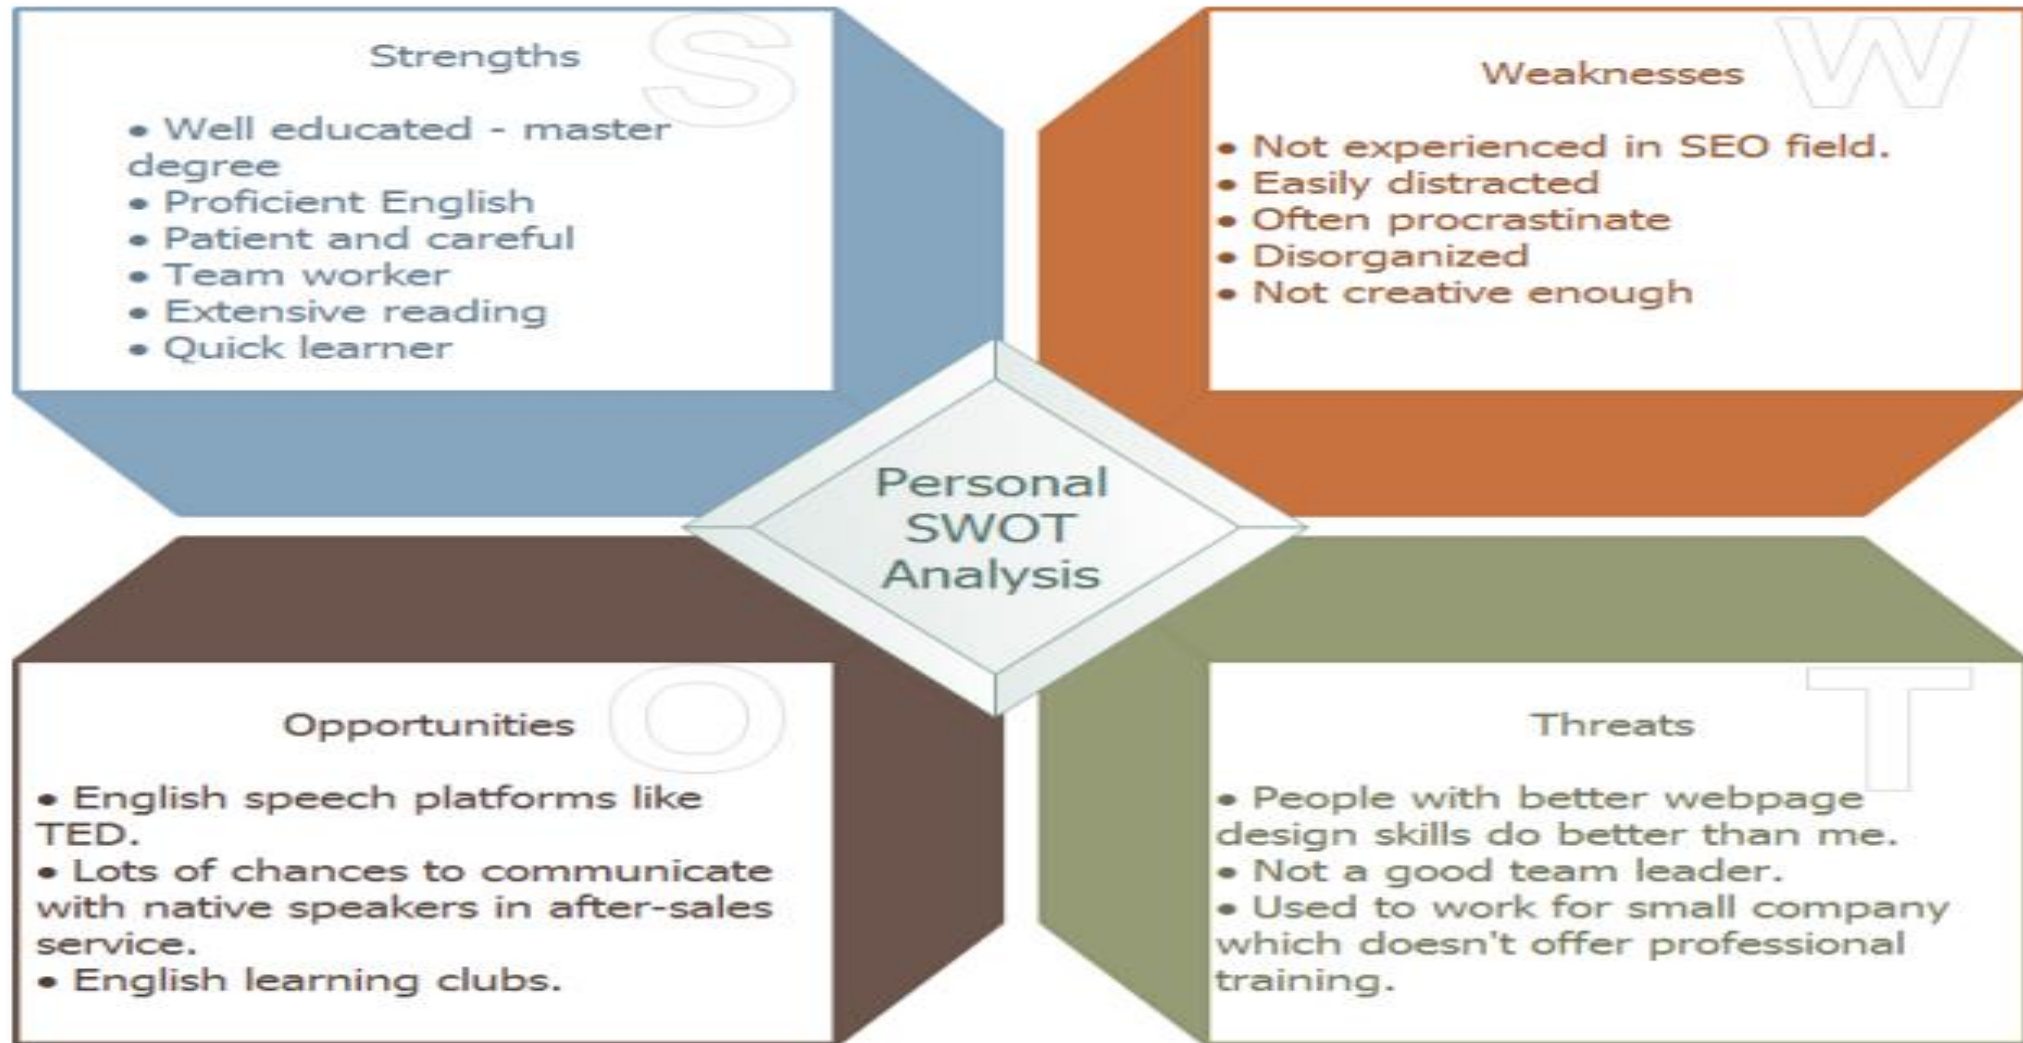 S
Strengths
• Well educated - master
degree
• Proficient English
• Patient and careful
• Team worker
• Extensive reading
• Quick learner
W
Weaknesses
• Not experienced in SEO field.
• Easily distracted
• Often procrastinate
• Disorganized
• Not creative enough
Personal
SWOT
Analysis
O
Opportunities
• English speech platforms like
TED.
• Lots of chances to communicate
with native speakers in after-sales
service.
• English learning clubs.
T
Threats
• People with better webpage
design skills do better than me.
• Not a good team leader.
• Used to work for small company
which doesn't offer professional
training.